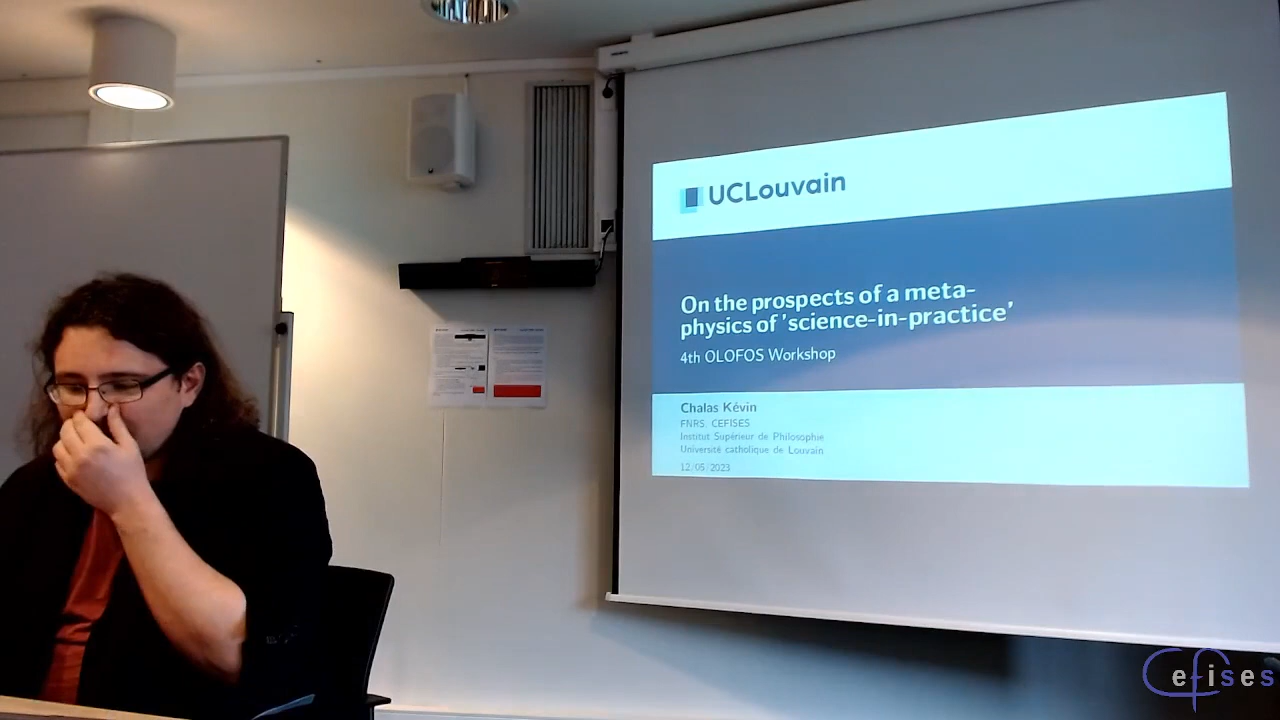 UCLouvain
On the prospects of a meta-
physics of 'science-in-practice'
4th OLOFOS Workshop
Chalas Kévin
FNRS, CEFISES
Institut Supérieur de Philosophie
Université catholique de Louvain
12/05/2023
Cefises